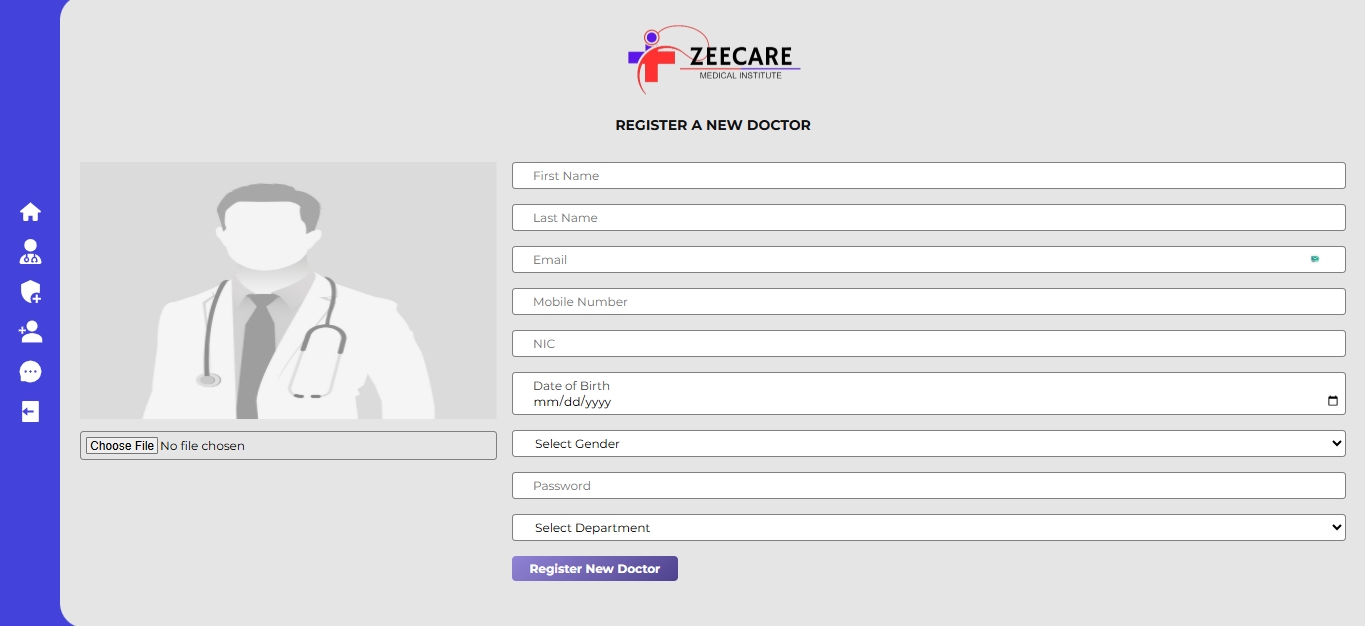 ZEECARE
MEDICAL INSTITUTE
REGISTER A NEW DOCTOR
Choose File No file chosen
First Name
Last Name
Email
Mobile Number
NIC
Date of Birth
mm/dd/yyyy
Select Gender
Password
Select Department
Register New Doctor